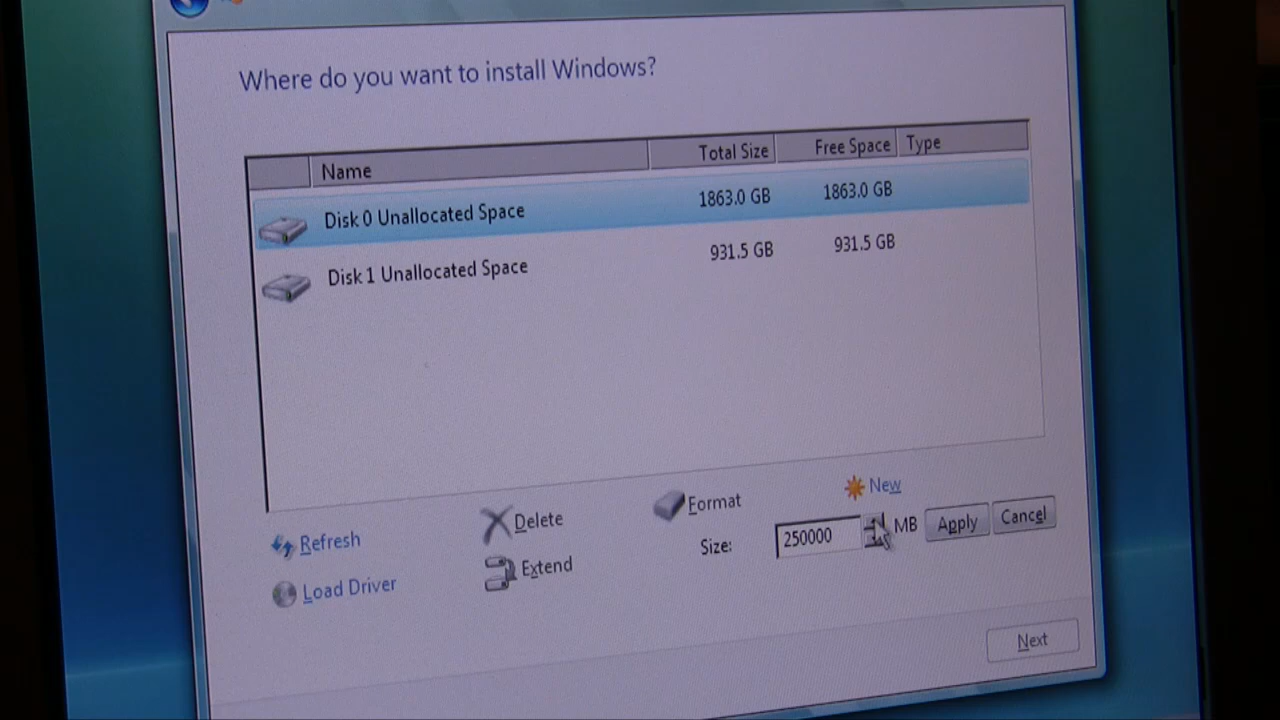 Where do you want to install Windows?
Name Total Size Free Space Type
Disk 0 Unallocated Space 1863.0 GB 1863.0 GB
Disk 1 Unallocated Space 931.5 GB 931.5 GB
Refresh Delete Format New
Load Driver Extend Size: 250000 MB Apply Cancel
Next